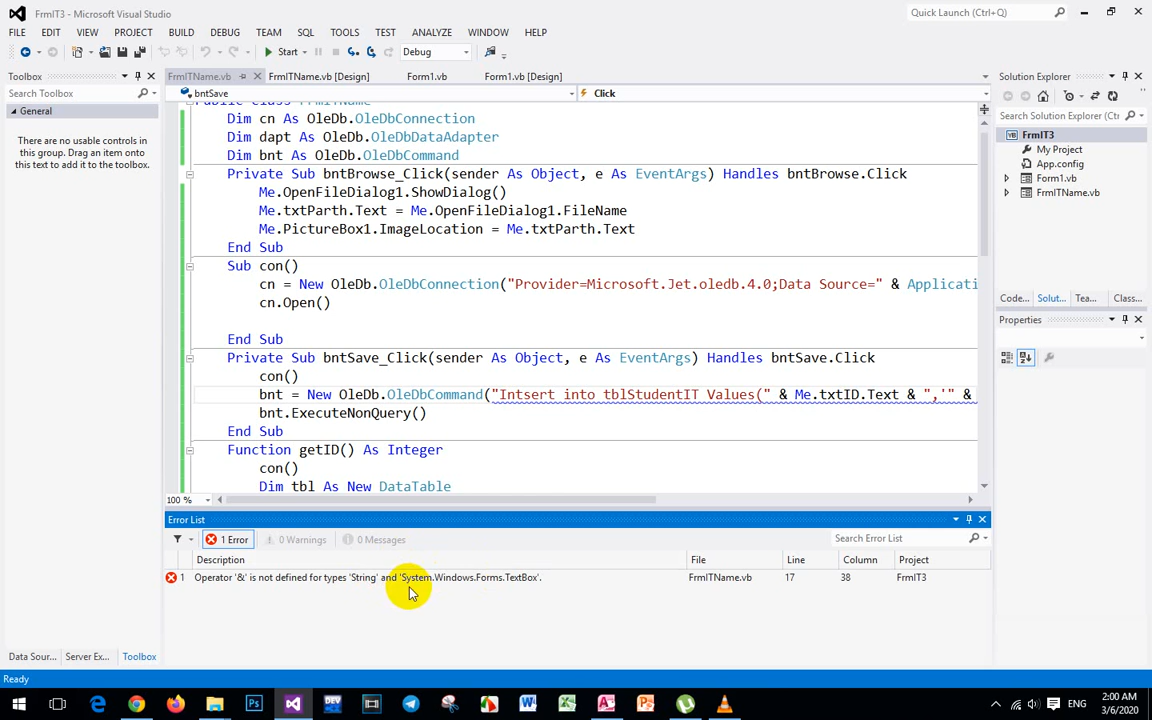 FrmIT3 - Microsoft Visual Studio
Quick Launch (Ctrl+Q)
FILE EDIT VIEW PROJECT BUILD DEBUG TEAM SQL TOOLS TEST ANALYZE WINDOW HELP
Start Debug
Toolbox
Search Toolbox
General
There are no usable controls in
this group. Drag an item onto
this text to add it to the toolbox.
Data Sour... Server Ex... Toolbox
FrmITName.vb FrmITName.vb [Design] Form1.vb Form1.vb [Design]
bntSave Click
Public Class FrmITName
Dim cn As OleDb.OleDbConnection
Dim dapt As OleDb.OleDbDataAdapter
Dim bnt As OleDb.OleDbCommand
Private Sub bntBrowse_Click(sender As Object, e As EventArgs) Handles bntBrowse.Click
Me.OpenFileDialog1.ShowDialog()
Me.txtParth.Text = Me.OpenFileDialog1.FileName
Me.PictureBox1.ImageLocation = Me.txtParth.Text
End Sub
Sub con()
cn = New OleDb.OleDbConnection("Provider=Microsoft.Jet.oledb.4.0;Data Source=" & Applicati
cn.Open()
End Sub
Private Sub bntSave_Click(sender As Object, e As EventArgs) Handles bntSave.Click
con()
bnt = New OleDb.OleDbCommand("Intsert into tblStudentIT Values(" & Me.txtID.Text & ",'" &
bnt.ExecuteNonQuery()
End Sub
Function getID() As Integer
con()
Dim tbl As New DataTable
100 %
Error List
1 Error 0 Warnings 0 Messages
Search Error List
Description File Line Column Project
1 Operator '&' is not defined for types 'String' and 'System.Windows.Forms.TextBox'. FrmITName.vb 17 38 FrmIT3
Solution Explorer
Search Solution Explorer (Ctrl+
FrmIT3
My Project
App.config
Form1.vb
FrmITName.vb
Code... Solut... Tea... Class...
Properties
Ready
ENG
2:00 AM
3/6/2020